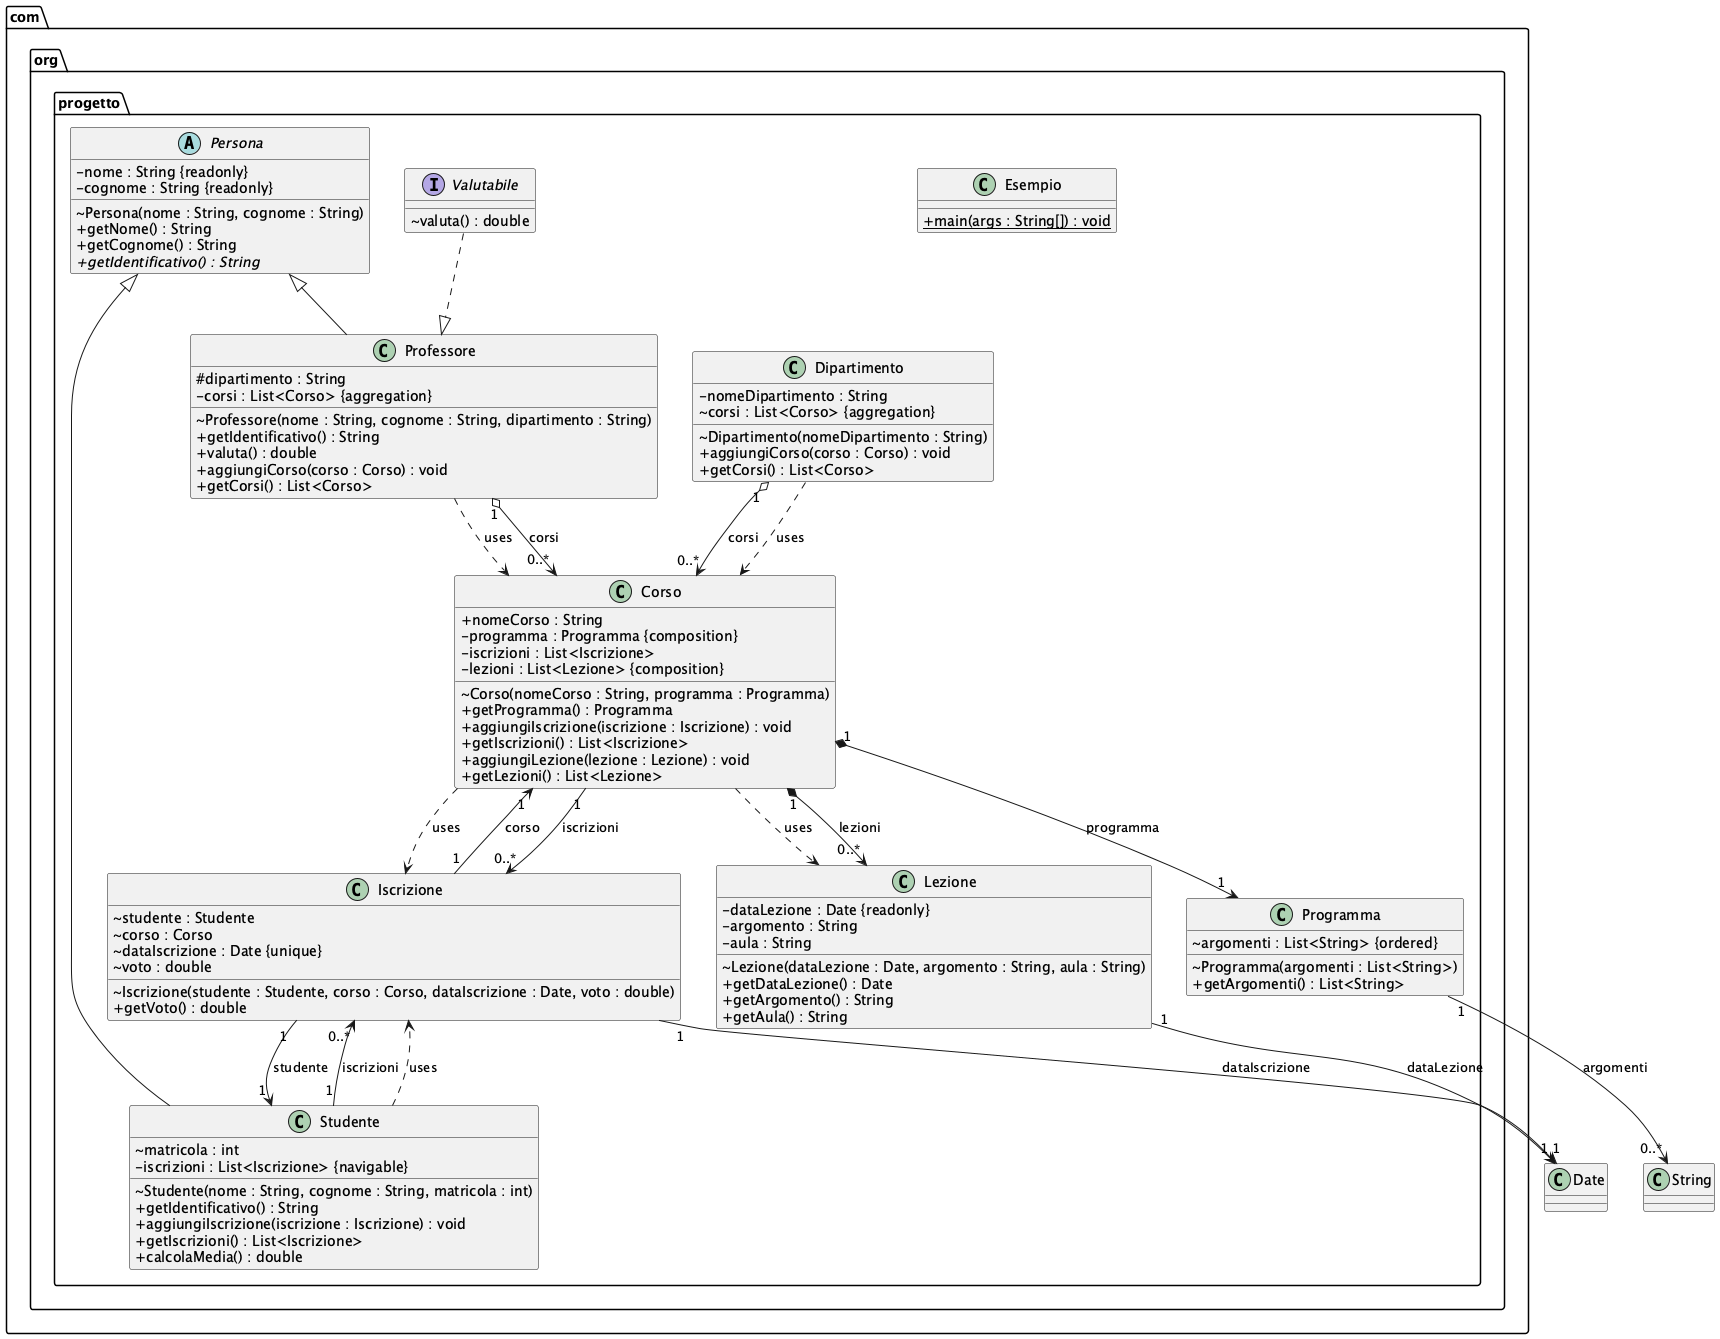 com
org
progetto
A Persona
-nome : String {readonly}
-cognome : String {readonly}
~Persona(nome : String, cognome : String)
+getNome() : String
+getCognome() : String
+getIdentificativo() : String
I Valutabile
~valuta() : double
C Esempio
+main(args : String[]) : void
C Professore
#dipartimento : String
-corsi : List<Corso> {aggregation}
~Professore(nome : String, cognome : String, dipartimento : String)
+getIdentificativo() : String
+valuta() : double
+aggiungiCorso(corso : Corso) : void
+getCorsi() : List<Corso>
C Dipartimento
-nomeDipartimento : String
~corsi : List<Corso> {aggregation}
~Dipartimento(nomeDipartimento : String)
+aggiungiCorso(corso : Corso) : void
+getCorsi() : List<Corso>
1
1
uses
corsi
corsi
uses
0..*
0..*
C Corso
+nomeCorso : String
-programma : Programma {composition}
-iscrizioni : List<Iscrizione>
-lezioni : List<Lezione> {composition}
~Corso(nomeCorso : String, programma : Programma)
+getProgramma() : Programma
+aggiungiIscrizione(iscrizione : Iscrizione) : void
+getIscrizioni() : List<Iscrizione>
+aggiungiLezione(lezione : Lezione) : void
+getLezioni() : List<Lezione>
1
1
1
1
uses
corso
iscrizioni
uses
lezioni
programma
1
0..*
0..*
1
C Iscrizione
~studente : Studente
~corso : Corso
~dataIscrizione : Date {unique}
~voto : double
~Iscrizione(studente : Studente, corso : Corso, dataIscrizione : Date, voto : double)
+getVoto() : double
C Lezione
-dataLezione : Date {readonly}
-argomento : String
-aula : String
~Lezione(dataLezione : Date, argomento : String, aula : String)
+getDataLezione() : Date
+getArgomento() : String
+getAula() : String
C Programma
~argomenti : List<String> {ordered}
~Programma(argomenti : List<String>)
+getArgomenti() : List<String>
1
0..*
1
1
1
studente
iscrizioni
uses
dataIscrizione
dataLezione
argomenti
1
1
C Studente
~matricola : int
-iscrizioni : List<Iscrizione> {navigable}
~Studente(nome : String, cognome : String, matricola : int)
+getIdentificativo() : String
+aggiungiIscrizione(iscrizione : Iscrizione) : void
+getIscrizioni() : List<Iscrizione>
+calcolaMedia() : double
1
1
0..*
C Date
C String